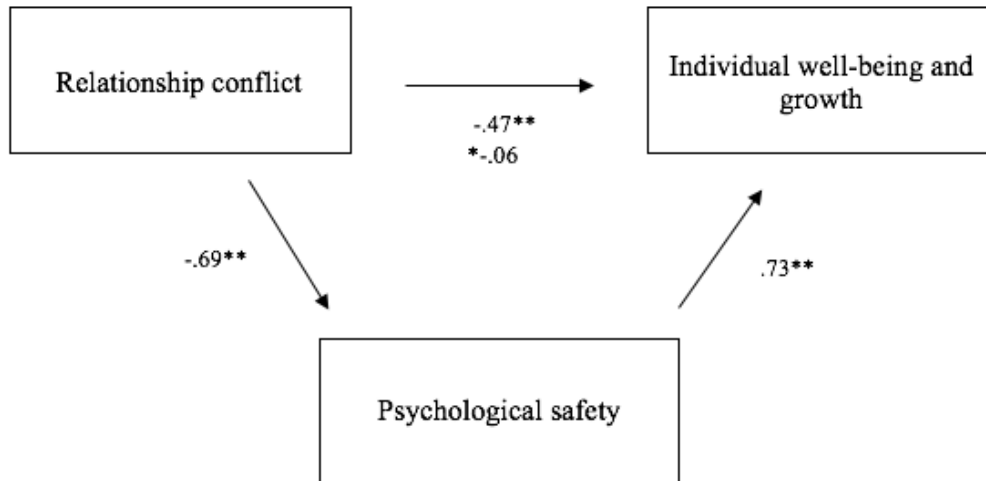 Relationship conflict
Individual well-being and
growth
-.47**
*-.06
-.69**
.73**
Psychological safety